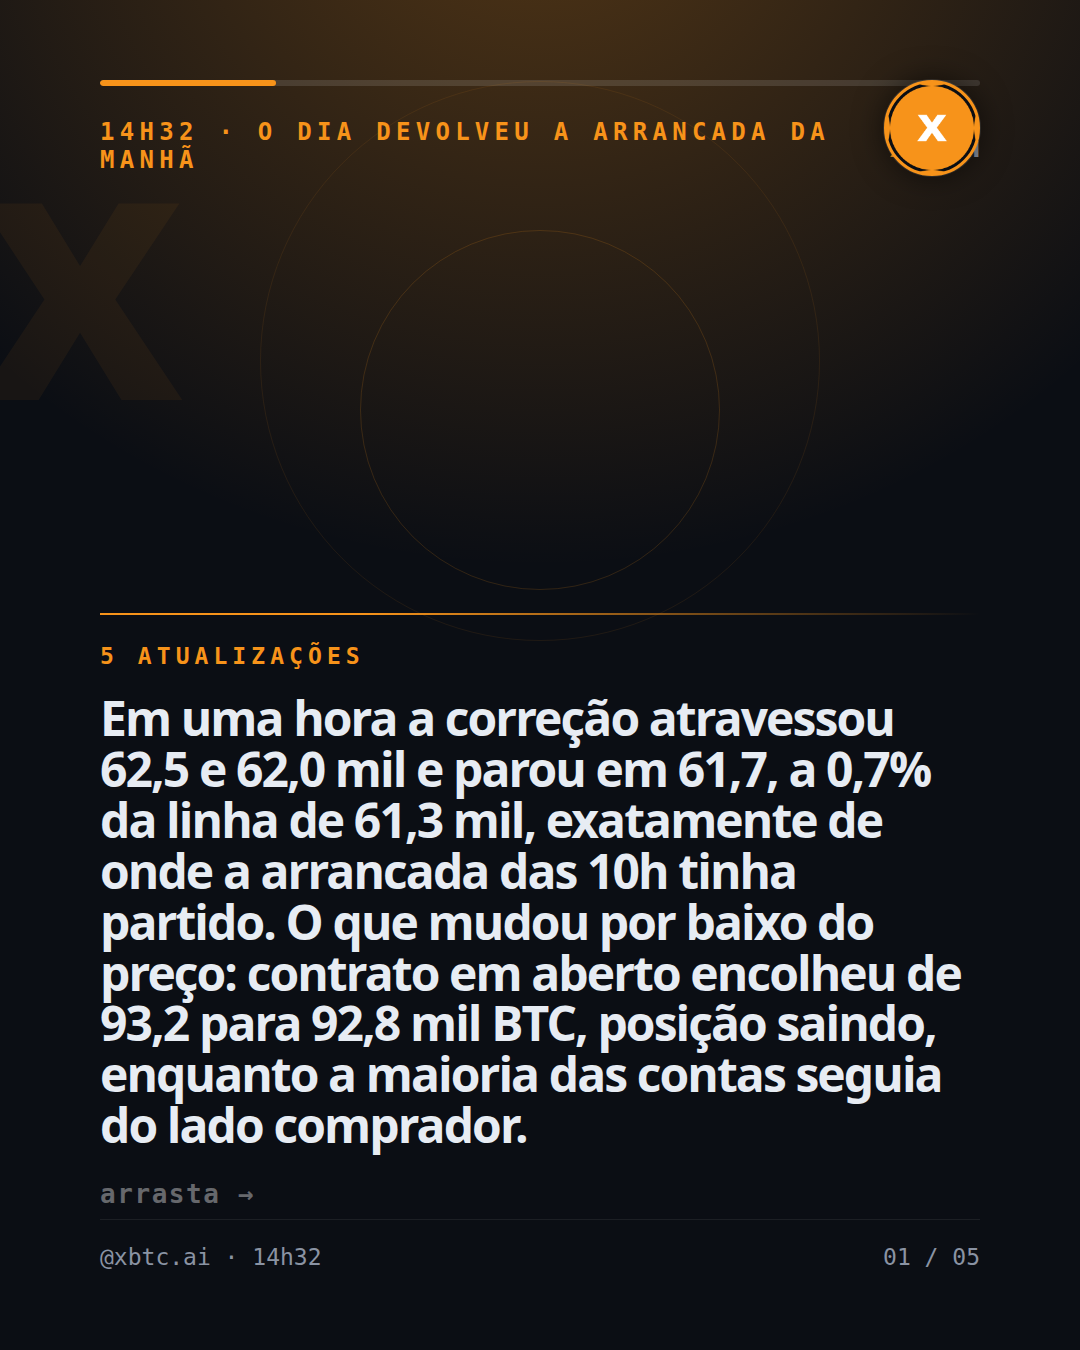 14H32 · O DIA DEVOLVEU A ARRANCADA DA
MANHÃ
X
X
5 ATUALIZAÇÕES
Em uma hora a correção atravessou
62,5 e 62,0 mil e parou em 61,7, a 0,7%
da linha de 61,3 mil, exatamente de
onde a arrancada das 10h tinha
partido. O que mudou por baixo do
preço: contrato em aberto encolheu de
93,2 para 92,8 mil BTC, posição saindo,
enquanto a maioria das contas seguia
do lado comprador.
arrasta →
@xbtc.ai · 14h32
01 / 05